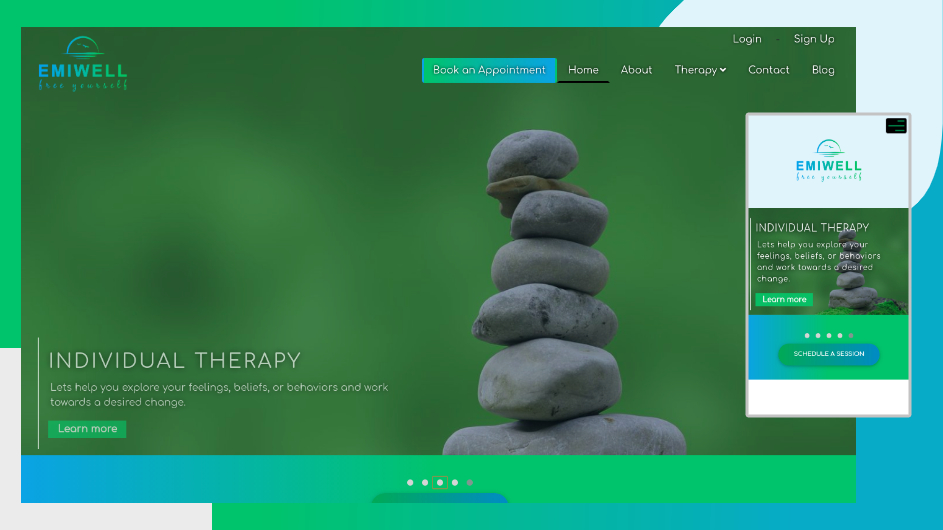 Login - Sign Up
EMIWELL
free yourself
Book an Appointment Home About Therapy Contact Blog
INDIVIDUAL THERAPY
Lets help you explore your feelings, beliefs, or behaviors and work
towards a desired change.
Learn more
EMIWELL
free yourself
INDIVIDUAL THERAPY
Lets help you explore your
feelings, beliefs, or behaviors
and work towards a desired
change.
Learn more
SCHEDULE A SESSION